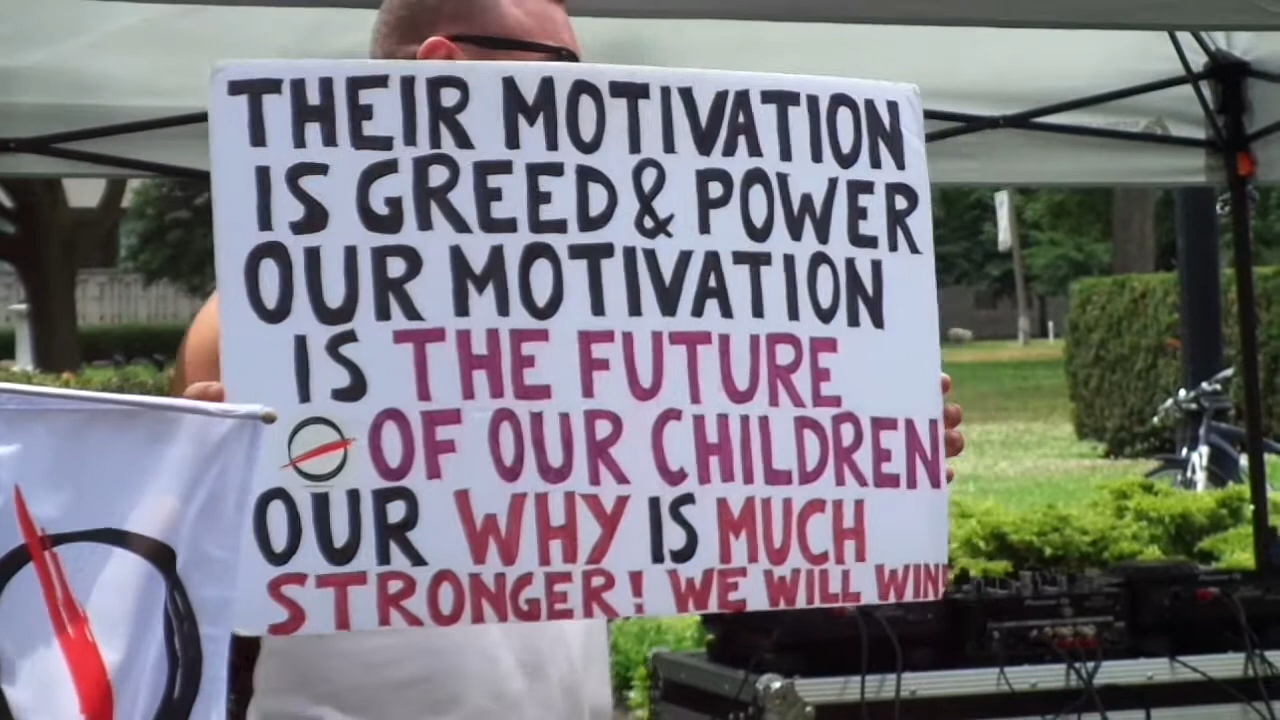 THEIR MOTIVATION
IS GREED & POWER
OUR MOTIVATION
IS THE FUTURE
OF OUR CHILDREN
OUR WHY IS MUCH
STRONGER! WE WILL WIN!